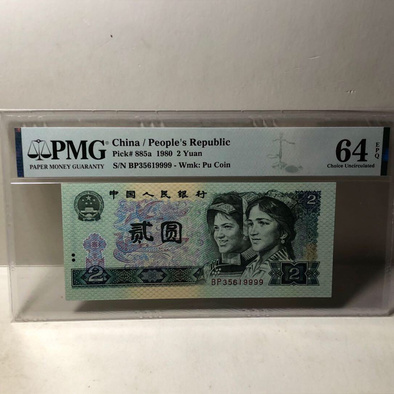 PMG
PAPER MONEY GUARANTY
China / People's Republic
Pick# 885a 1980 2 Yuan
S/N BP35619999 - Wmk: Pu Coin
64 EPQ
Choice Uncirculated
中国人民银行
贰圆
2
2
2
BP35619999